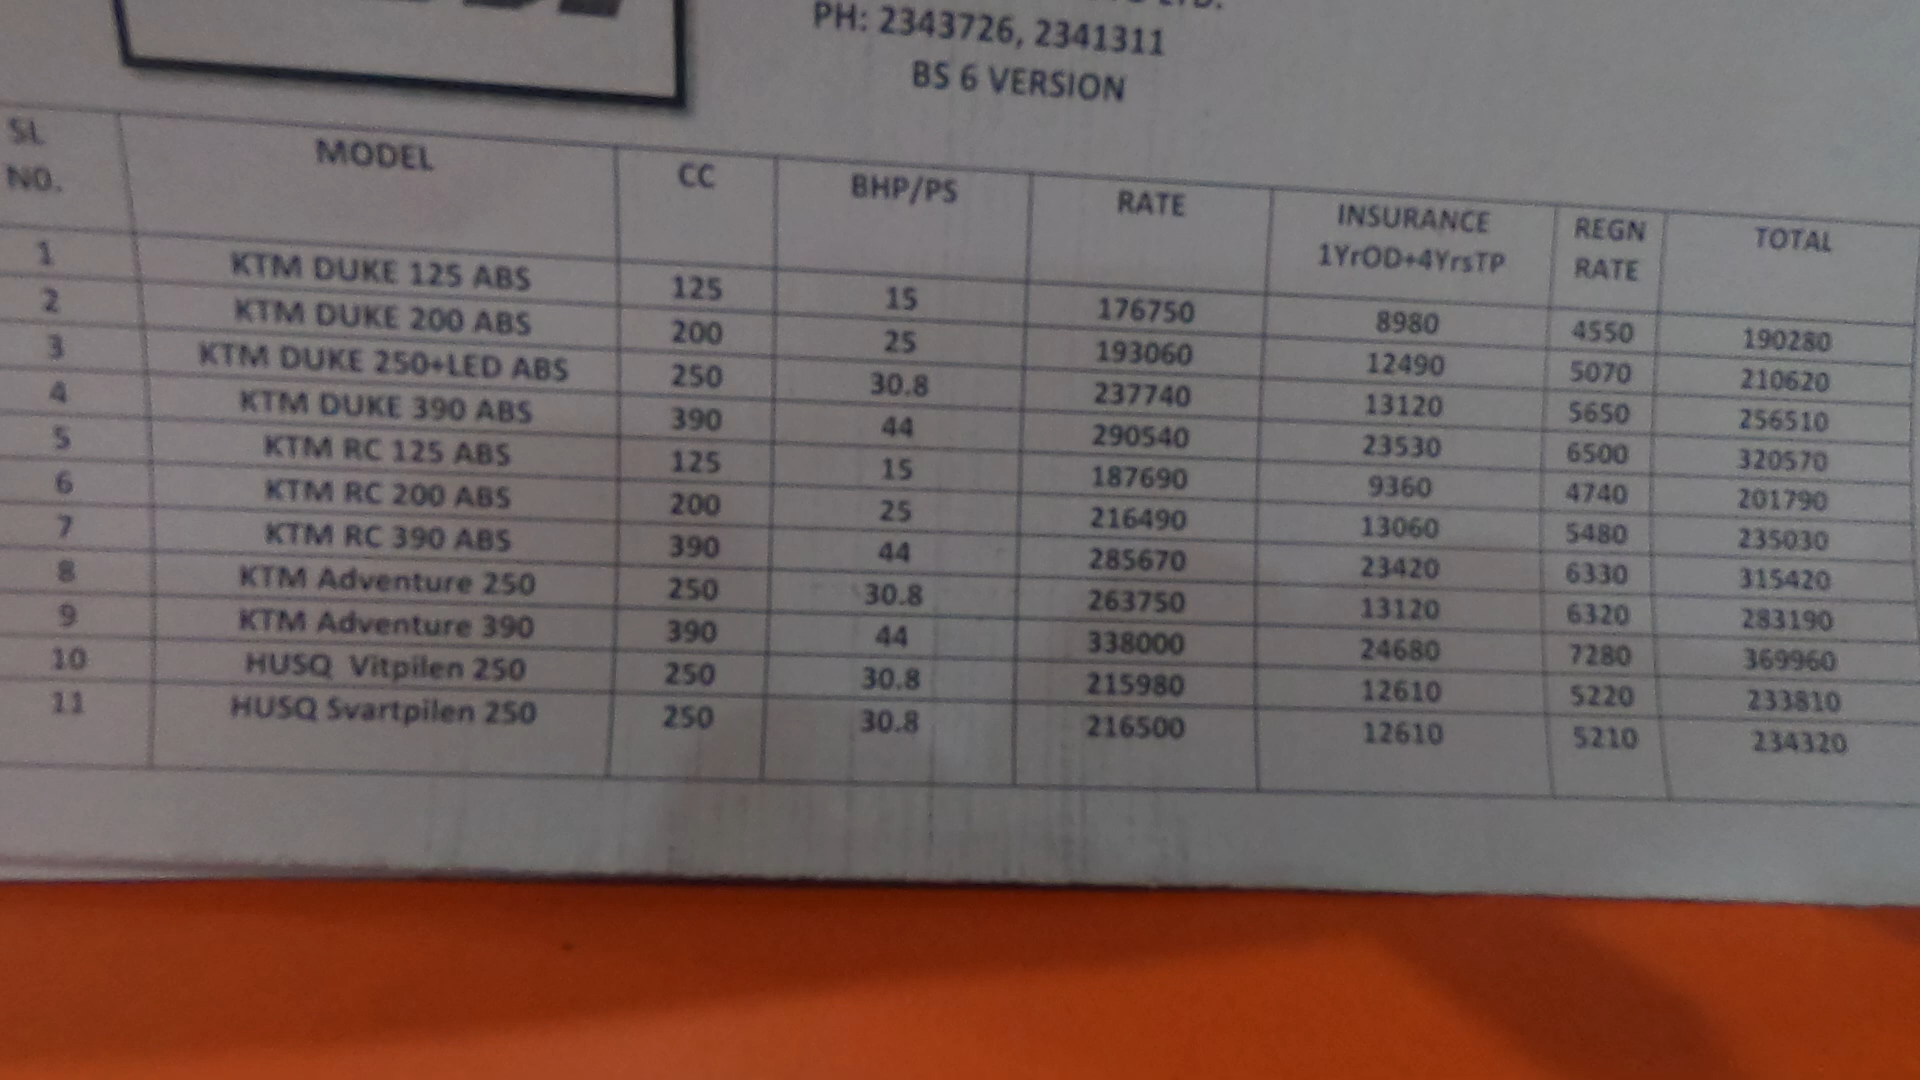 LTD.
PH: 2343726, 2341311
BS 6 VERSION
SL NO. MODEL CC BHP/PS RATE INSURANCE 1YrOD+4YrsTP REGN RATE TOTAL
1 KTM DUKE 125 ABS 125 15 176750 8980 4550 190280
2 KTM DUKE 200 ABS 200 25 193060 12490 5070 210620
3 KTM DUKE 250+LED ABS 250 30.8 237740 13120 5650 256510
4 KTM DUKE 390 ABS 390 44 290540 23530 6500 320570
5 KTM RC 125 ABS 125 15 187690 9360 4740 201790
6 KTM RC 200 ABS 200 25 216490 13060 5480 235030
7 KTM RC 390 ABS 390 44 285670 23420 6330 315420
8 KTM Adventure 250 250 30.8 263750 13120 6320 283190
9 KTM Adventure 390 390 44 338000 24680 7280 369960
10 HUSQ Vitpilen 250 250 30.8 215980 12610 5220 233810
11 HUSQ Svartpilen 250 250 30.8 216500 12610 5210 234320